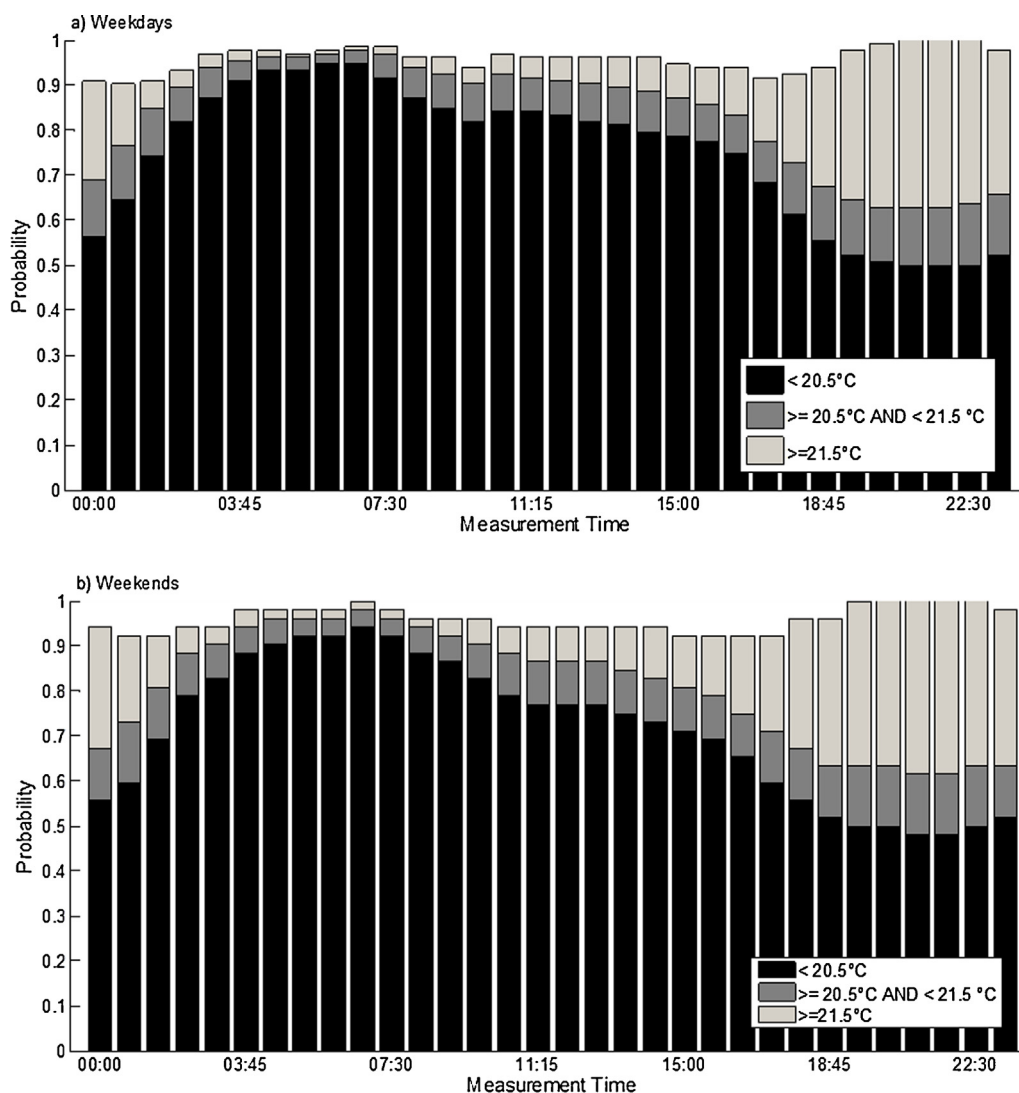 a) Weekdays
1
0.9
0.8
0.7
0.6
0.5
0.4
0.3
0.2
0.1
0
Probability
< 20.5°C
>= 20.5°C AND < 21.5 °C
>=21.5°C
00:00 03:45 07:30 11:15 15:00 18:45 22:30
Measurement Time
b) Weekends
1
0.9
0.8
0.7
0.6
0.5
0.4
0.3
0.2
0.1
0
Probability
< 20.5°C
>= 20.5°C AND < 21.5 °C
>=21.5°C
00:00 03:45 07:30 11:15 15:00 18:45 22:30
Measurement Time